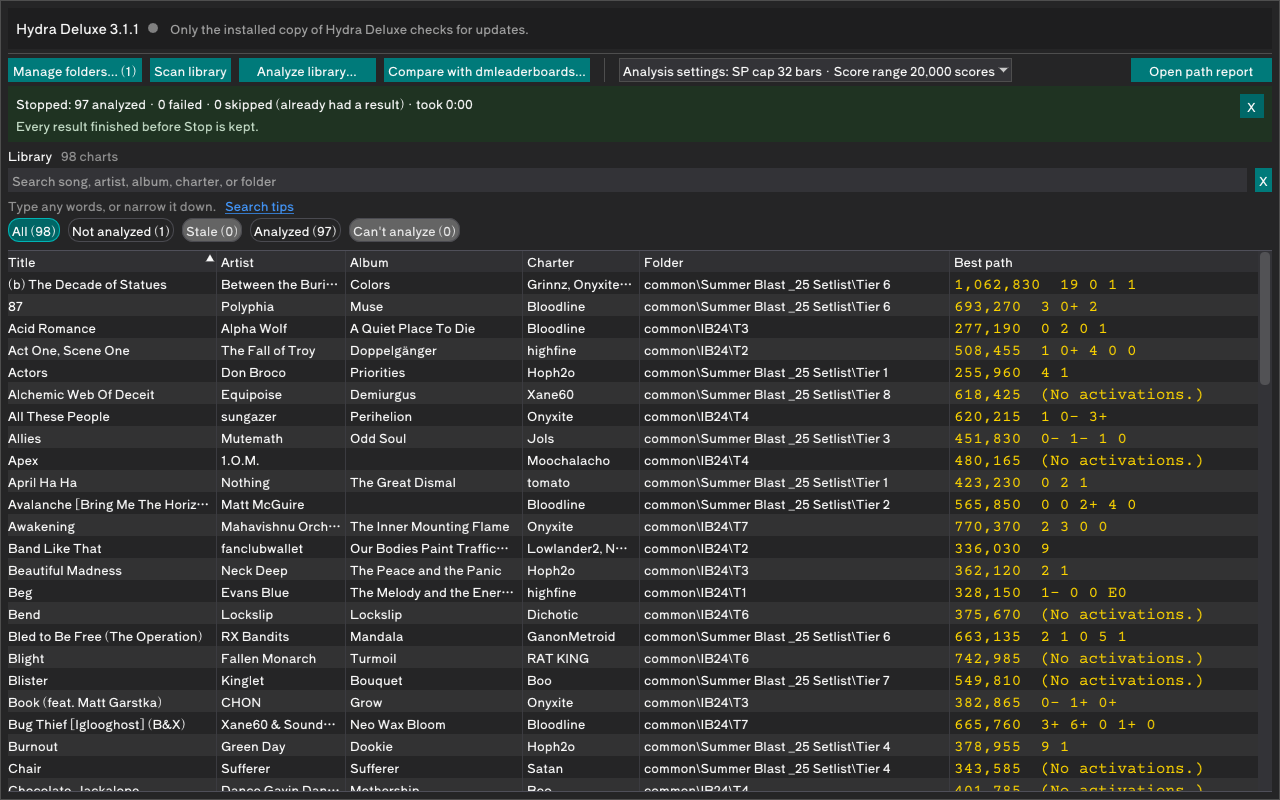 Hydra Deluxe 3.1.1 Only the installed copy of Hydra Deluxe checks for updates.
Manage folders... (1) Scan library Analyze library... Compare with dmleaderboards... Analysis settings: SP cap 32 bars · Score range 20,000 scores Open path report
Stopped: 97 analyzed · 0 failed · 0 skipped (already had a result) · took 0:00 X
Every result finished before Stop is kept.
Library 98 charts
Search song, artist, album, charter, or folder X
Type any words, or narrow it down. Search tips
All (98) Not analyzed (1) Stale (0) Analyzed (97) Can't analyze (0)
Title Artist Album Charter Folder Best path
(b) The Decade of Statues Between the Buri··· Colors Grinnz, Onyxite··· common\Summer Blast _25 Setlist\Tier 6 1,062,830 19 0 1 1
87 Polyphia Muse Bloodline common\Summer Blast _25 Setlist\Tier 6 693,270 3 0+ 2
Acid Romance Alpha Wolf A Quiet Place To Die Bloodline common\IB24\T3 277,190 0 2 0 1
Act One, Scene One The Fall of Troy Doppelgänger highfine common\IB24\T2 508,455 1 0+ 4 0 0
Actors Don Broco Priorities Hoph2o common\Summer Blast _25 Setlist\Tier 1 255,960 4 1
Alchemic Web Of Deceit Equipoise Demiurgus Xane60 common\Summer Blast _25 Setlist\Tier 8 618,425 (No activations.)
All These People sungazer Perihelion Onyxite common\IB24\T4 620,215 1 0- 3+
Allies Mutemath Odd Soul Jols common\Summer Blast _25 Setlist\Tier 3 451,830 0- 1- 1 0
Apex 1.O.M. Moochalacho common\IB24\T4 480,165 (No activations.)
April Ha Ha Nothing The Great Dismal tomato common\Summer Blast _25 Setlist\Tier 1 423,230 0 2 1
Avalanche [Bring Me The Horiz··· Matt McGuire Bloodline common\Summer Blast _25 Setlist\Tier 2 565,850 0 0 2+ 4 0
Awakening Mahavishnu Orch··· The Inner Mounting Flame Onyxite common\IB24\T7 770,370 2 3 0 0
Band Like That fanclubwallet Our Bodies Paint Traffic··· Lowlander2, N··· common\IB24\T2 336,030 9
Beautiful Madness Neck Deep The Peace and the Panic Hoph2o common\IB24\T3 362,120 2 1
Beg Evans Blue The Melody and the Ener··· highfine common\IB24\T1 328,150 1- 0 0 E0
Bend Lockslip Lockslip Dichotic common\IB24\T6 375,670 (No activations.)
Bled to Be Free (The Operation) RX Bandits Mandala GanonMetroid common\Summer Blast _25 Setlist\Tier 6 663,135 2 1 0 5 1
Blight Fallen Monarch Turmoil RAT KING common\IB24\T6 742,985 (No activations.)
Blister Kinglet Bouquet Boo common\Summer Blast _25 Setlist\Tier 7 549,810 (No activations.)
Book (feat. Matt Garstka) CHON Grow Onyxite common\IB24\T3 382,865 0- 1+ 0+
Bug Thief [Iglooghost] (B&X) Xane60 & Sound··· Neo Wax Bloom Bloodline common\IB24\T7 665,760 3+ 6+ 0 1+ 0
Burnout Green Day Dookie Hoph2o common\Summer Blast _25 Setlist\Tier 4 378,955 9 1
Chair Sufferer Sufferer Satan common\Summer Blast _25 Setlist\Tier 4 343,585 (No activations.)
Chocolate Jackalope Dance Gavin Dan··· Mothership Boo common\IB24\T4 401,785 (No activations.)